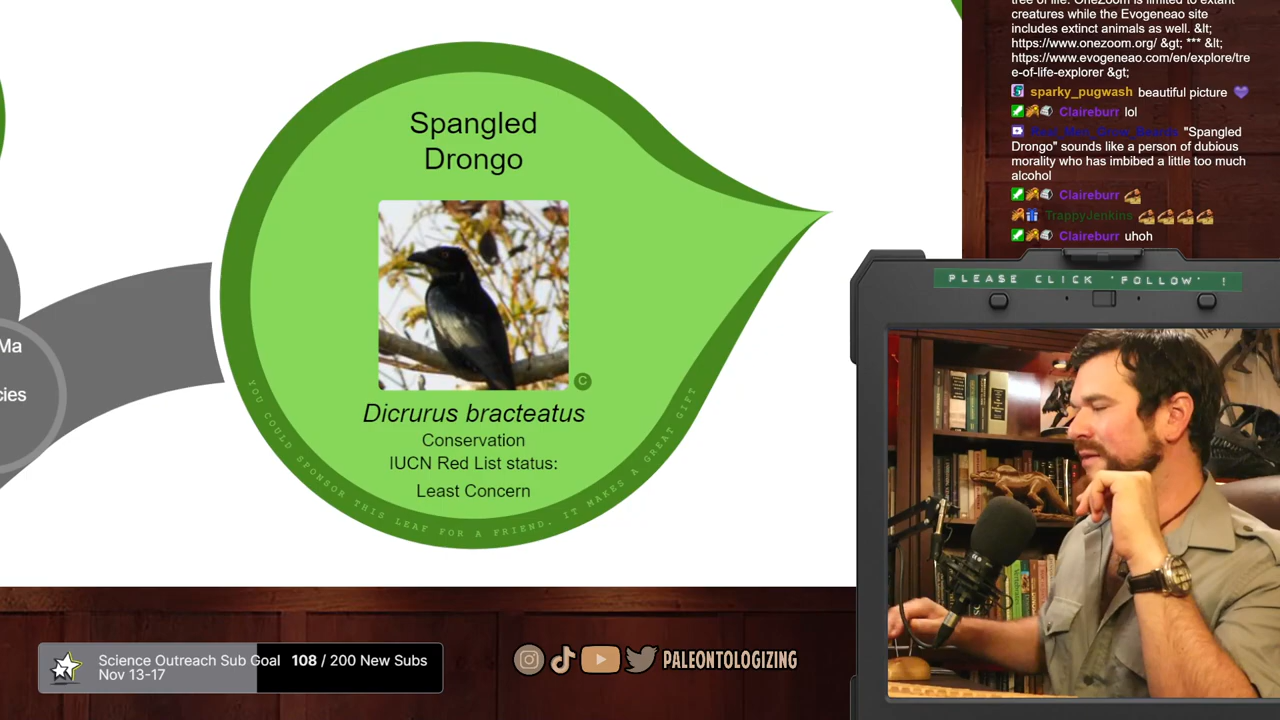 tree of life. OneZoom is limited to extant
creatures while the Evogeneao site
includes extinct animals as well. &lt;
https://www.onezoom.org/ &gt; *** &lt;
https://www.evogeneao.com/en/explore/tre
e-of-life-explorer &gt;
sparky_pugwash beautiful picture
Claireburr lol
"Spangled
Drongo" sounds like a person of dubious
morality who has imbibed a little too much
alcohol
Claireburr
TrappyJenkins
Claireburr uhoh
PLEASE CLICK 'FOLLOW' !
Spangled
Drongo
C
Dicrurus bracteatus
Conservation
IUCN Red List status:
Least Concern
YOU COULD SPONSOR THIS LEAF FOR A FRIEND. IT MAKES A GREAT GIFT
Ma
cies
Science Outreach Sub Goal 108 / 200 New Subs
Nov 13-17
PALEONTOLOGIZING